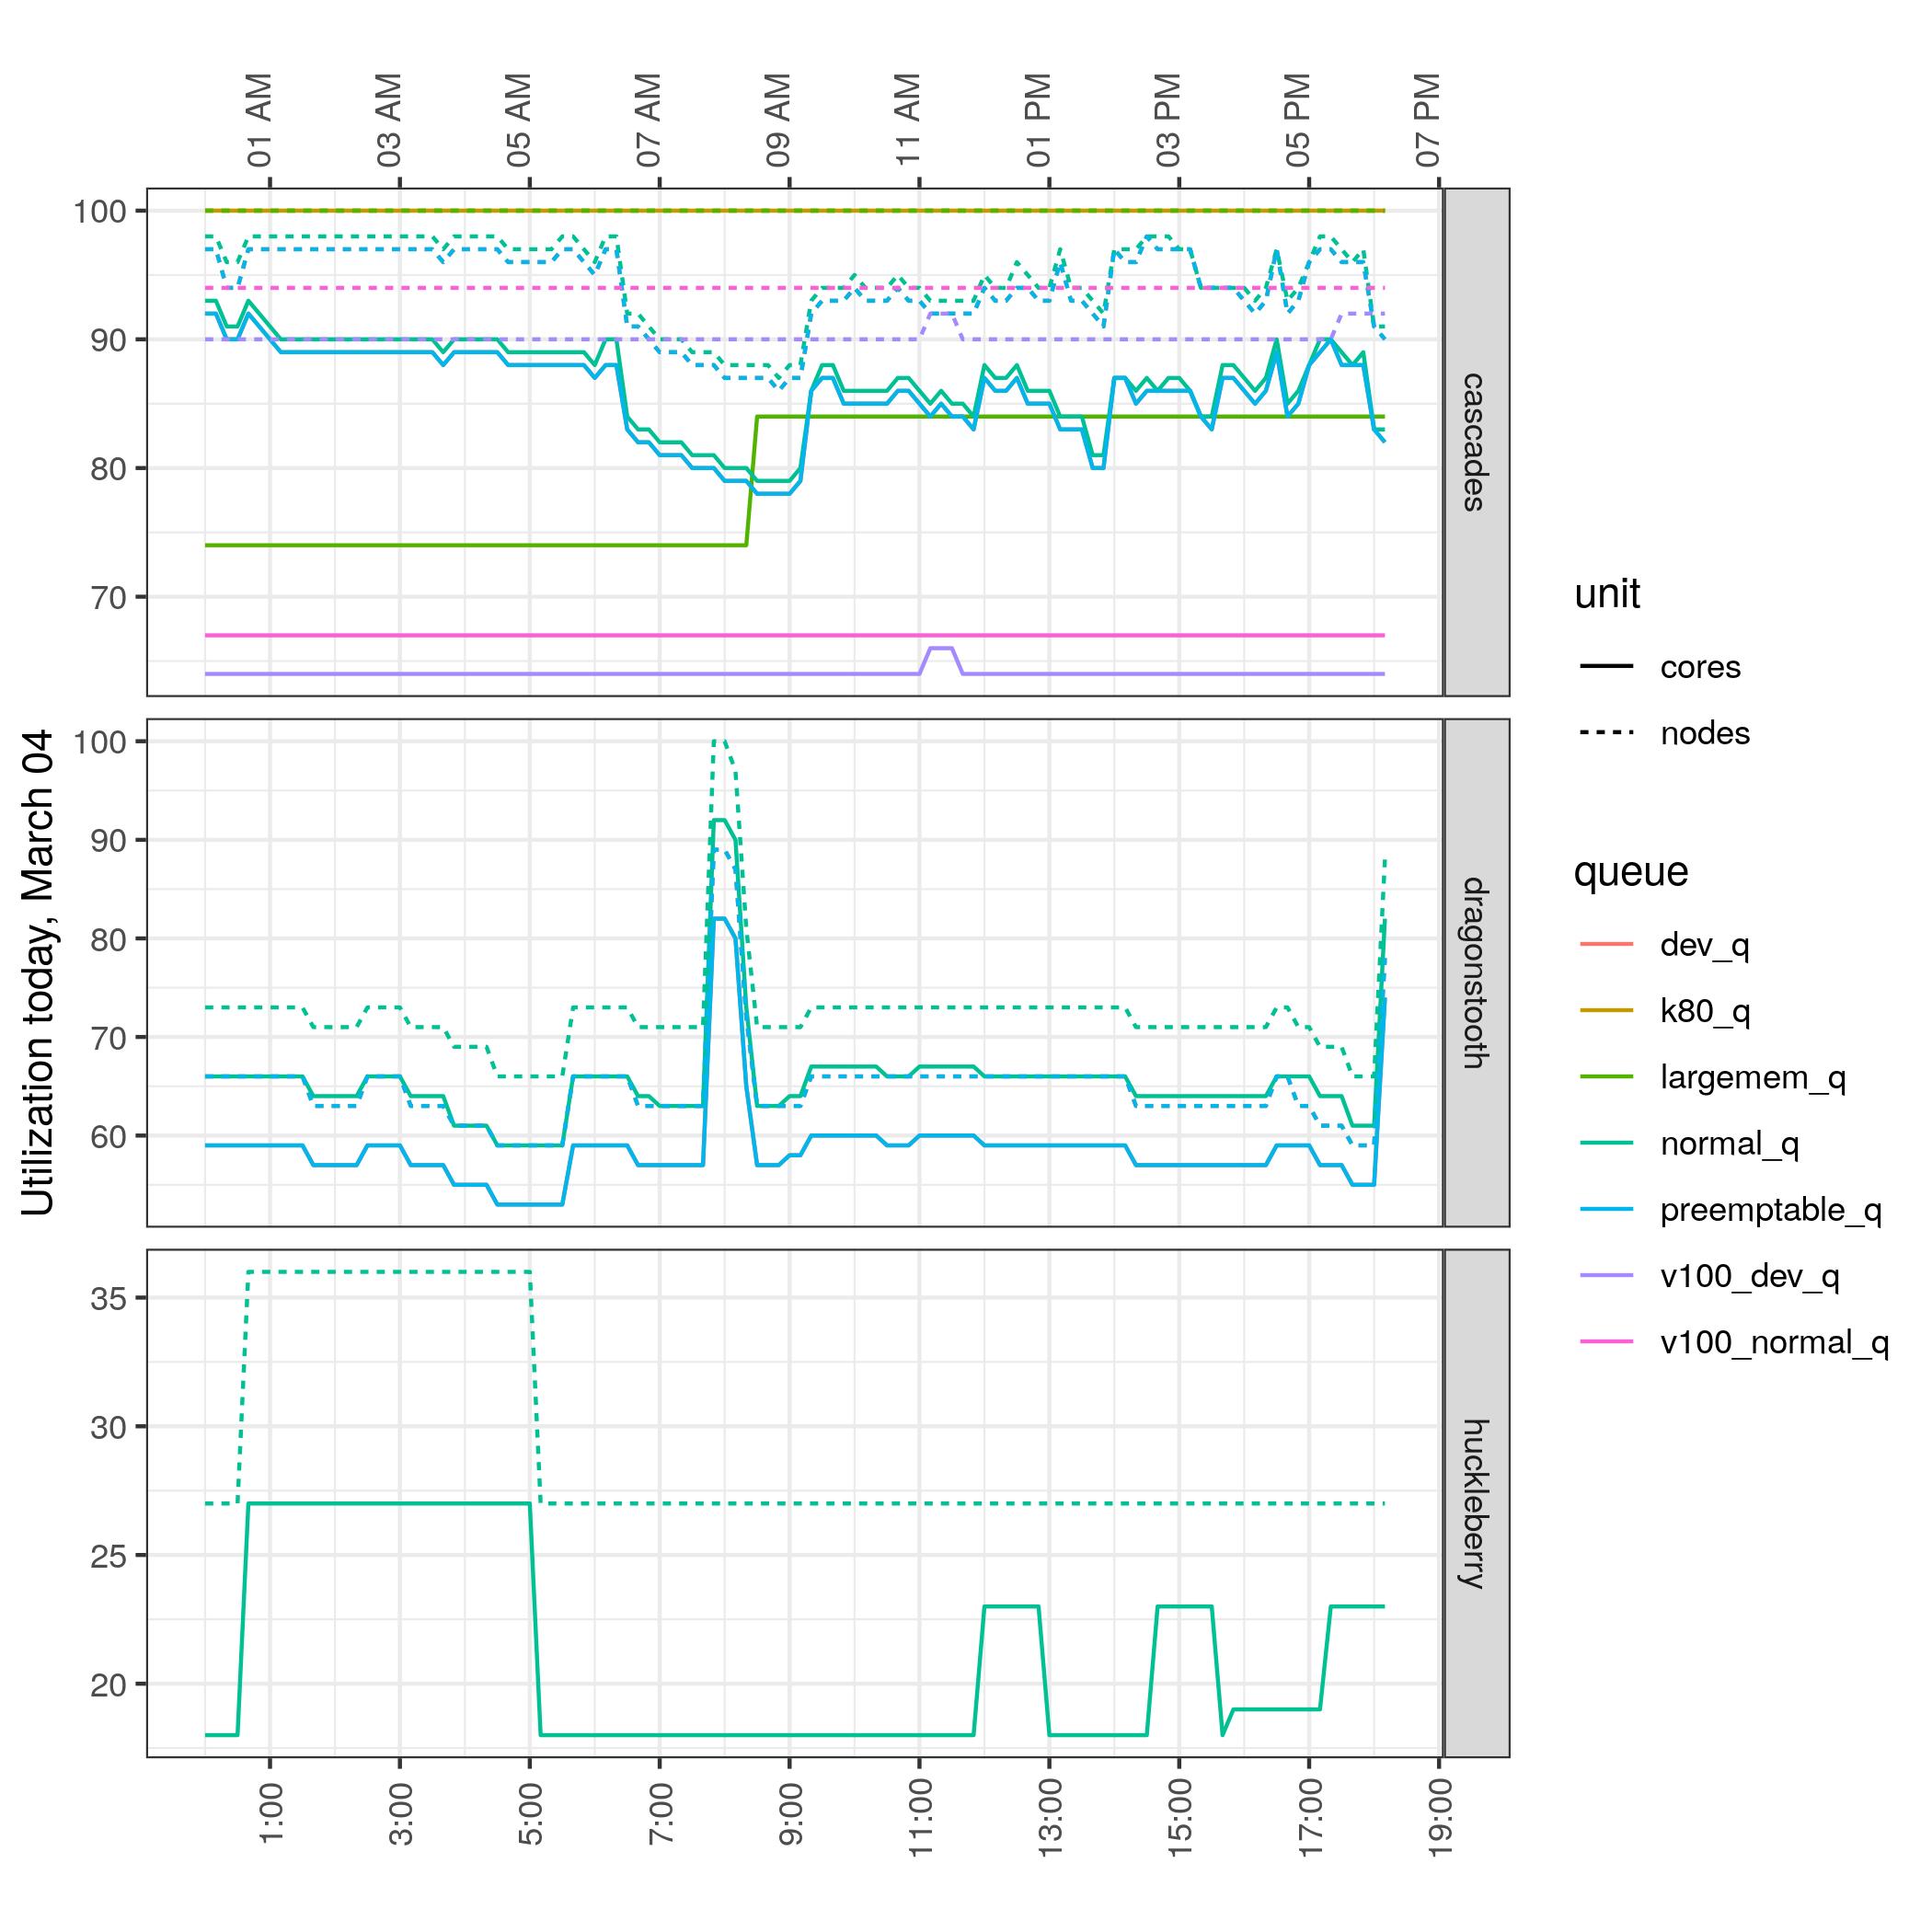 01 AM
03 AM
05 AM
07 AM
09 AM
11 AM
01 PM
03 PM
05 PM
07 PM
Utilization today, March 04
100
90
80
70
cascades
100
90
80
70
60
dragonstooth
35
30
25
20
huckleberry
1:00
3:00
5:00
7:00
9:00
11:00
13:00
15:00
17:00
19:00
unit
cores
nodes
queue
dev_q
k80_q
largemem_q
normal_q
preemptable_q
v100_dev_q
v100_normal_q